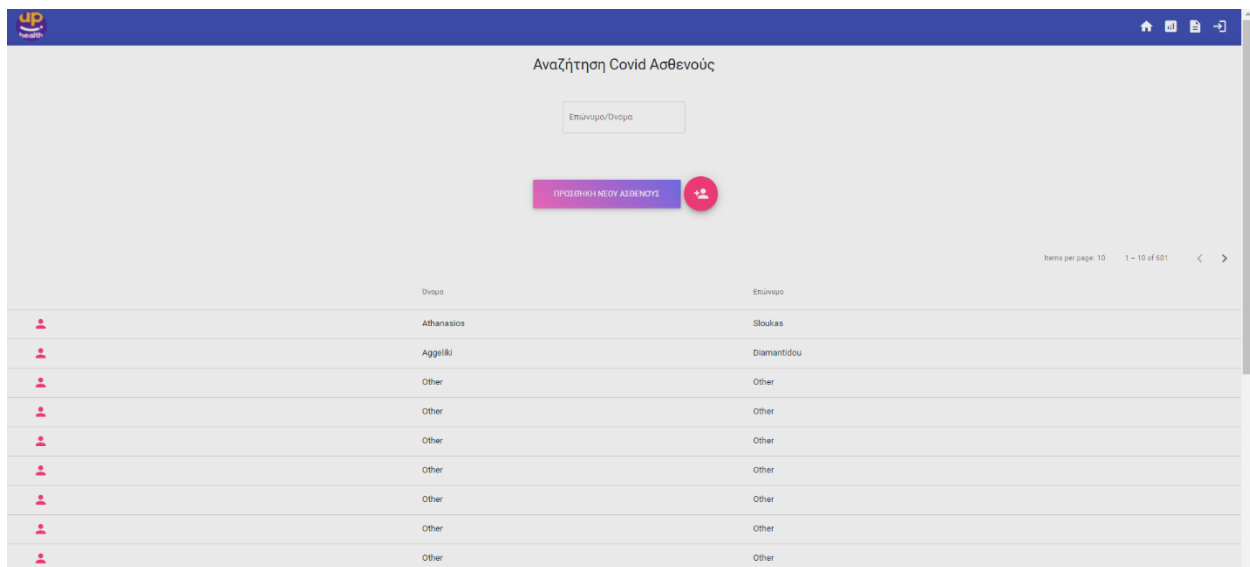 up
health
Αναζήτηση Covid Ασθενούς
Επώνυμο/Όνομα
ΠΡΟΣΘΗΚΗ ΝΕΟΥ ΑΣΘΕΝΟΥΣ
Items per page: 10 1 – 10 of 601
Όνομα Επώνυμο
Athanasios Sloukas
Aggeliki Diamantidou
Other Other
Other Other
Other Other
Other Other
Other Other
Other Other
Other Other